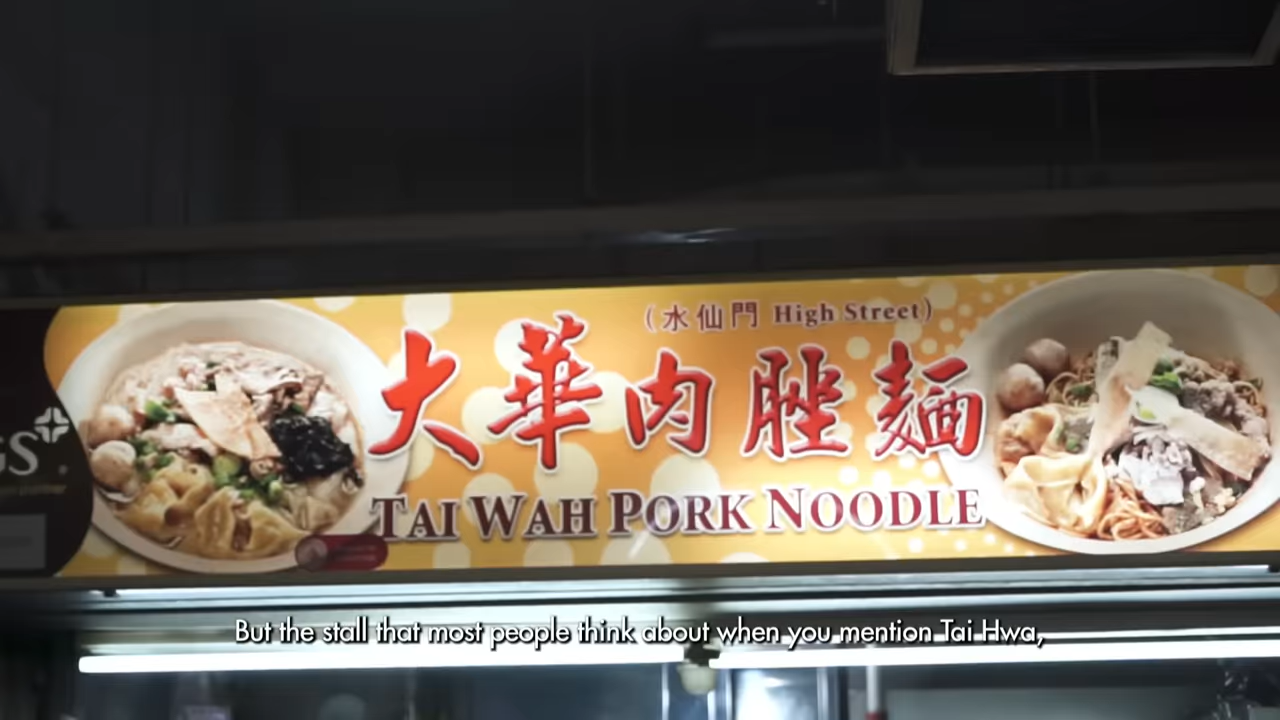 (水仙門 High Street)
大華肉脞麵
TAI WAH PORK NOODLE
GS
But the stall that most people think about when you mention Tai Hwa,